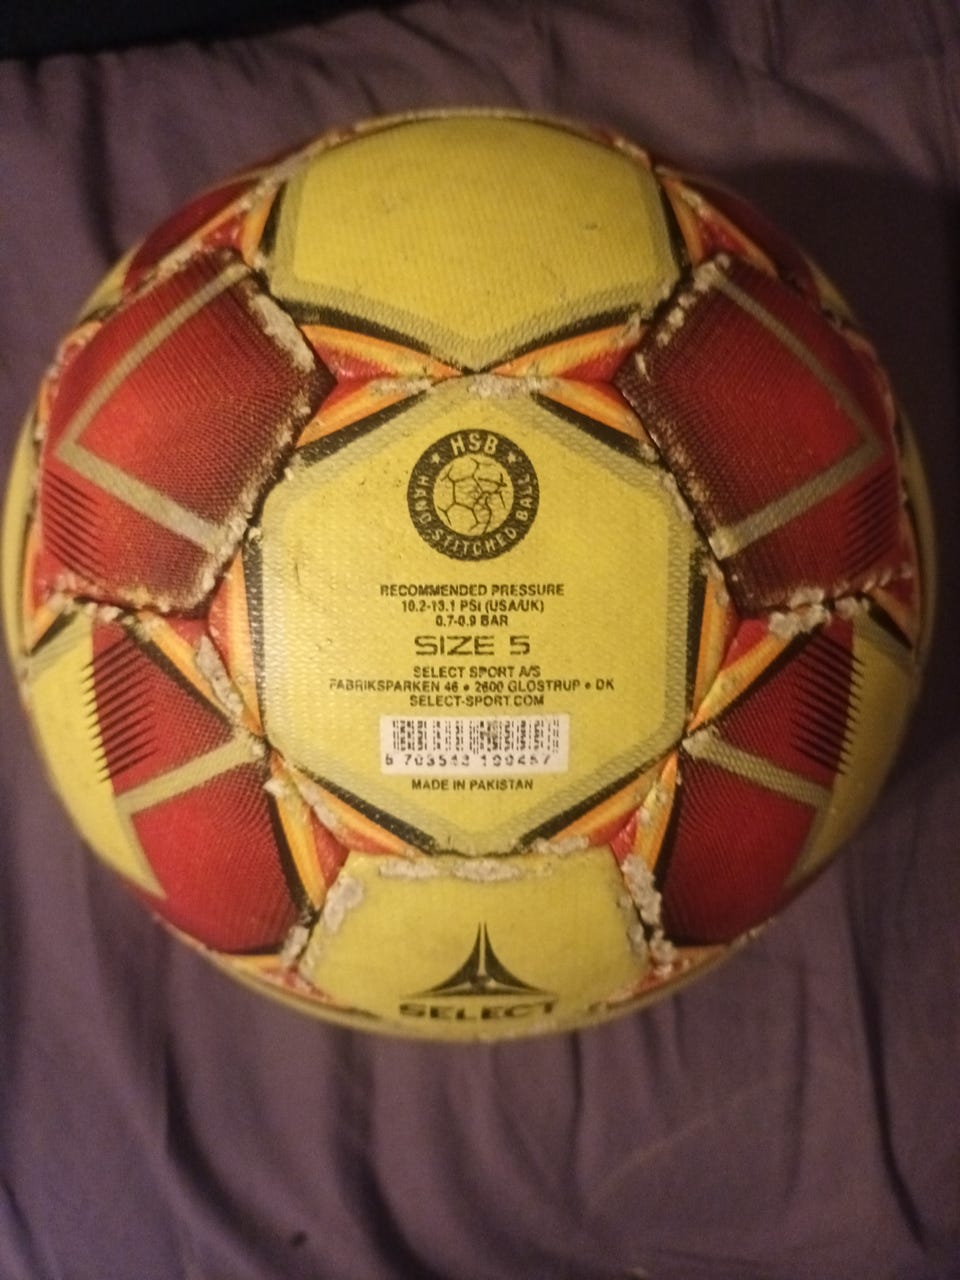 HSB
HAND STITCHED BALL
RECOMMENDED PRESSURE
10.2-13.1 PSI (USA/UK)
0.7-0.9 BAR
SIZE 5
SELECT SPORT A/S
FABRIKSPARKEN 46 • 2600 GLOSTRUP • DK
SELECT-SPORT.COM
MADE IN PAKISTAN
SELECT